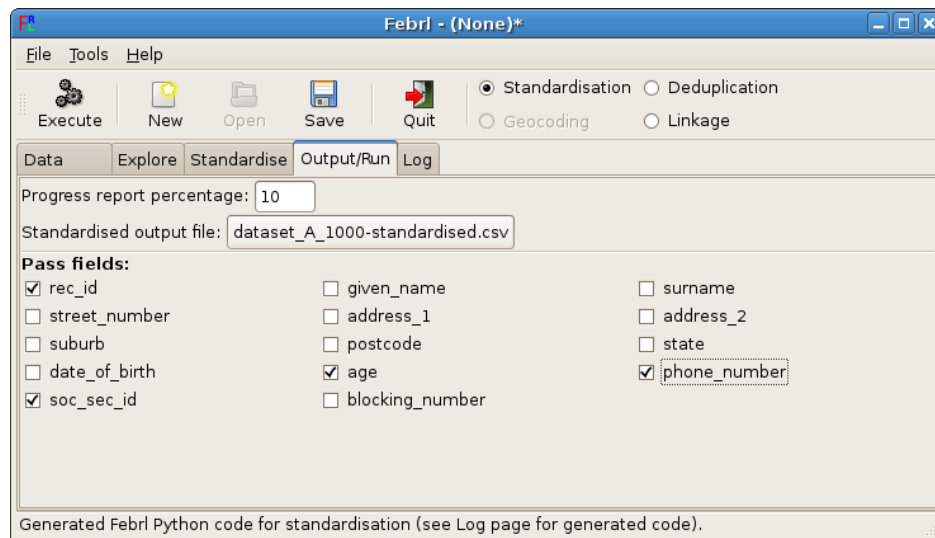 Febrl - (None)*
File Tools Help
Execute New Open Save Quit Standardisation Deduplication
Geocoding Linkage
Data Explore Standardise Output/Run Log
Progress report percentage: 10
Standardised output file: dataset_A_1000-standardised.csv
Pass fields:
rec_id given_name surname
street_number address_1 address_2
suburb postcode state
date_of_birth age phone_number
soc_sec_id blocking_number
Generated Febrl Python code for standardisation (see Log page for generated code).